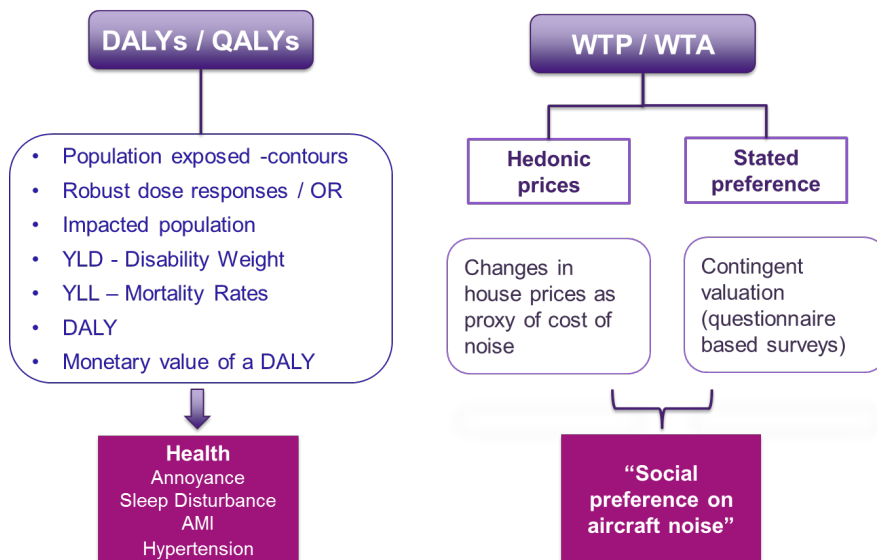 DALYs / QALYs
• Population exposed -contours
• Robust dose responses / OR
• Impacted population
• YLD - Disability Weight
• YLL – Mortality Rates
• DALY
• Monetary value of a DALY
Health
Annoyance
Sleep Disturbance
AMI
Hypertension
WTP / WTA
Hedonic
prices
Stated
preference
Changes in
house prices as
proxy of cost of
noise
Contingent
valuation
(questionnaire
based surveys)
“Social
preference on
aircraft noise”